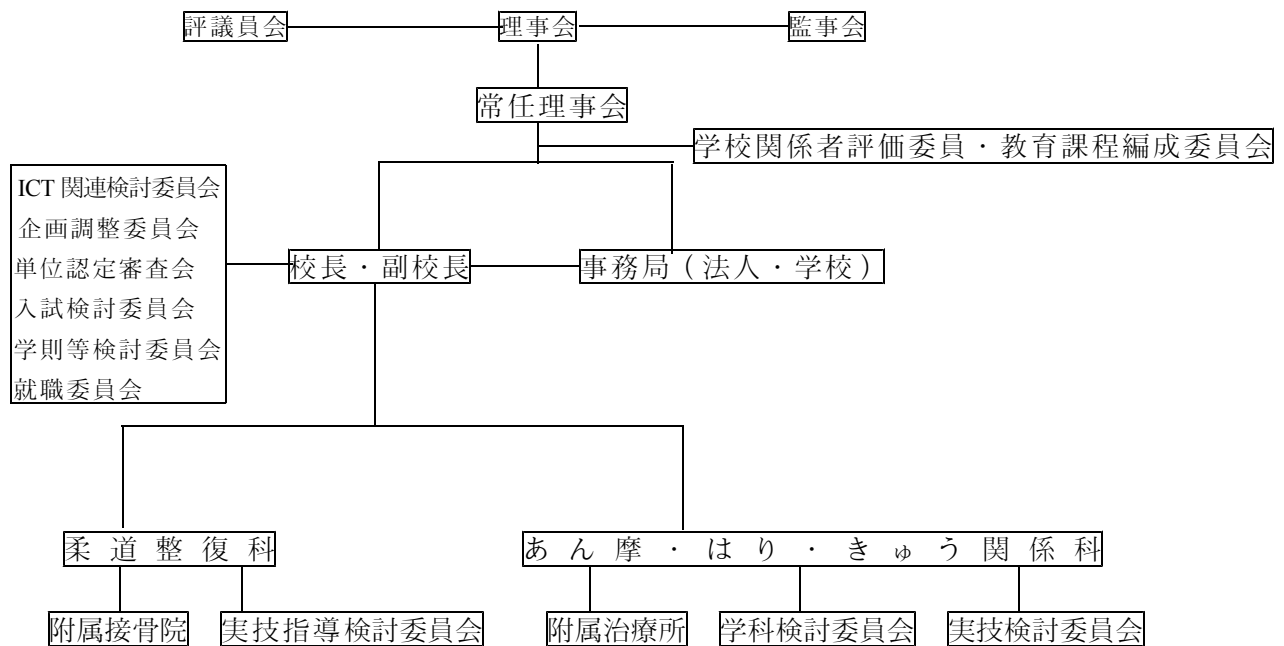 評議員会
理事会
監事会
常任理事会
学校関係者評価委員・教育課程編成委員会
ICT関連検討委員会
企画調整委員会
単位認定審査会
入試検討委員会
学則等検討委員会
就職委員会
校長・副校長
事務局（法人・学校）
柔道整復科
あん摩・はり・きゅう関係科
附属接骨院
実技指導検討委員会
附属治療所
学科検討委員会
実技検討委員会